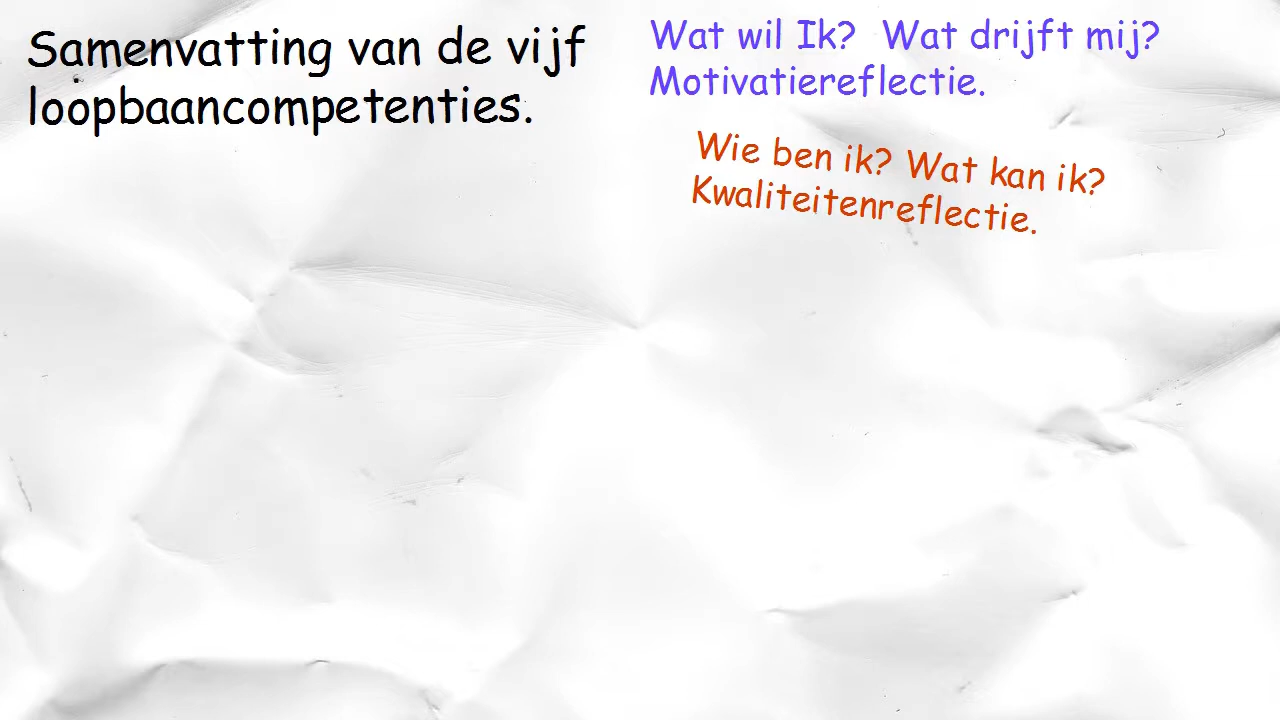 Samenvatting van de vijf
loopbaancompetenties.
Wat wil Ik?  Wat drijft mij?
Motivatiereflectie.
Wie ben ik? Wat kan ik?
Kwaliteitenreflectie.